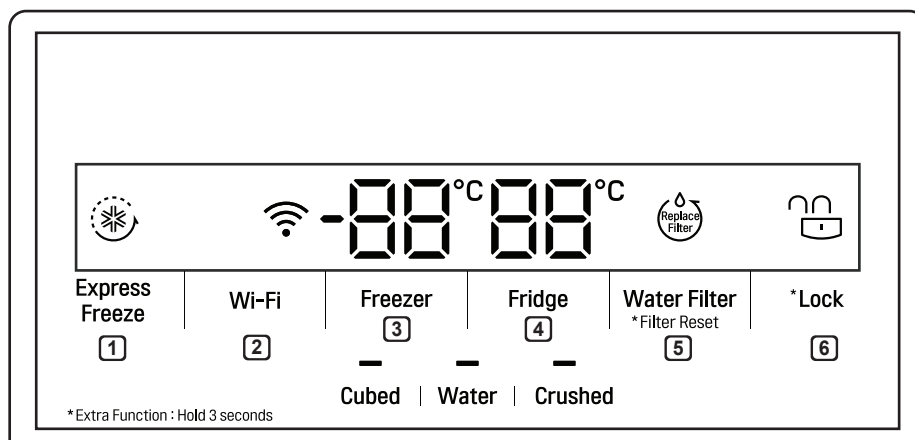 -88°C 88°C
Replace
Filter
Express
Freeze
Wi-Fi
Freezer
Fridge
Water Filter
*Filter Reset
*Lock
1
2
3
4
5
6
Cubed | Water | Crushed
*Extra Function : Hold 3 seconds